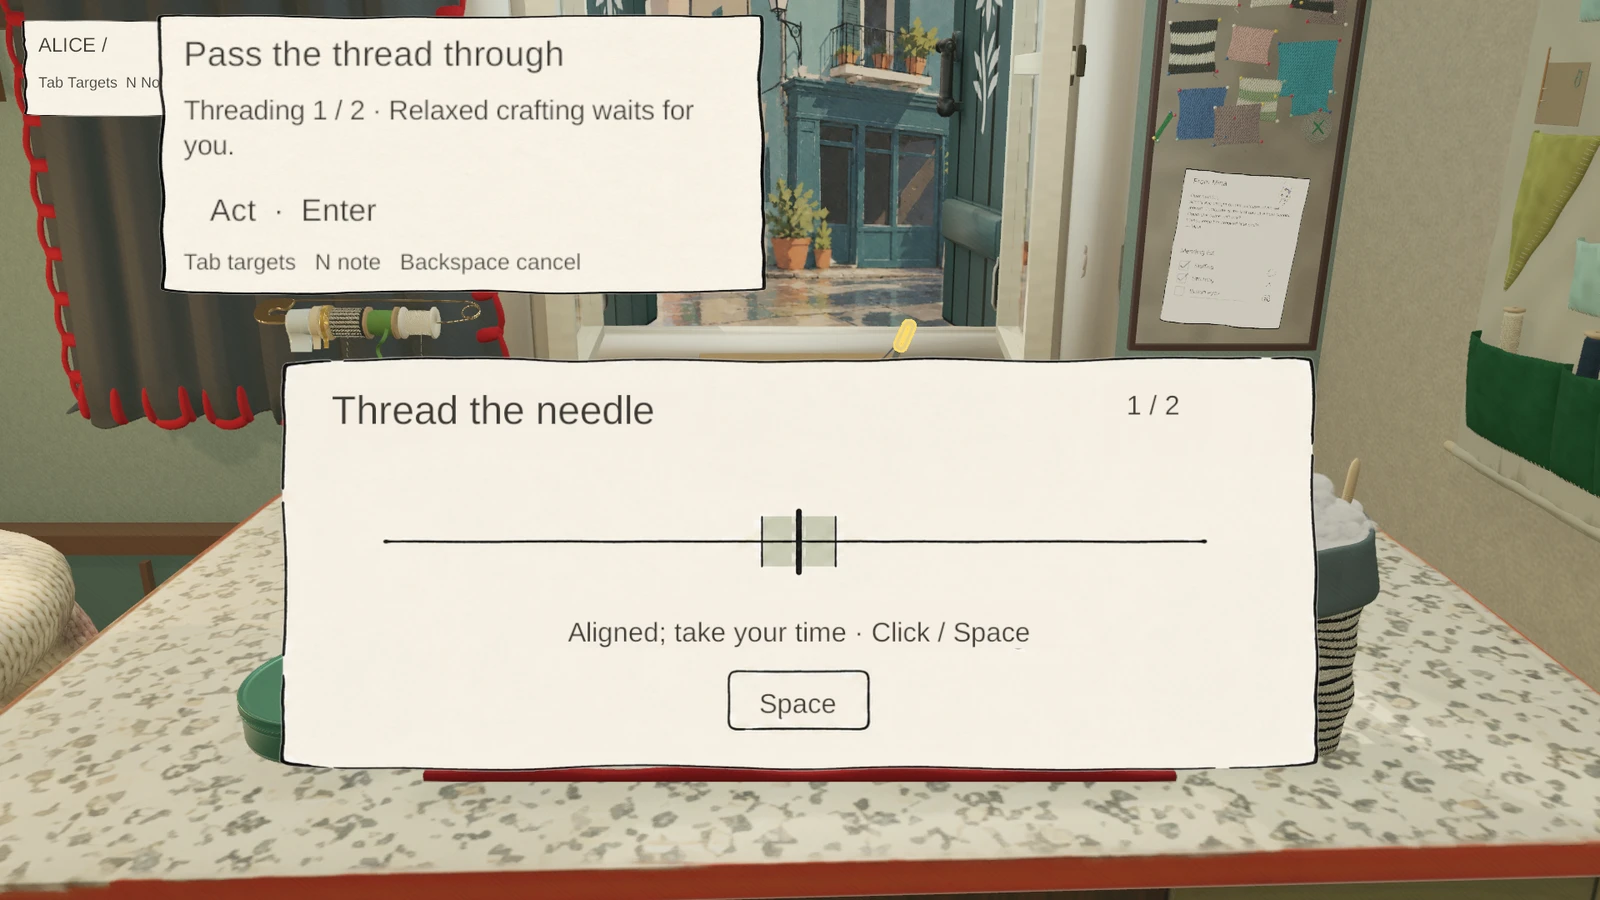 ALICE /
Tab Targets N No
Pass the thread through
Threading 1 / 2 · Relaxed crafting waits for
you.
Act · Enter
Tab targets N note Backspace cancel
Thread the needle
1 / 2
Aligned; take your time · Click / Space
Space